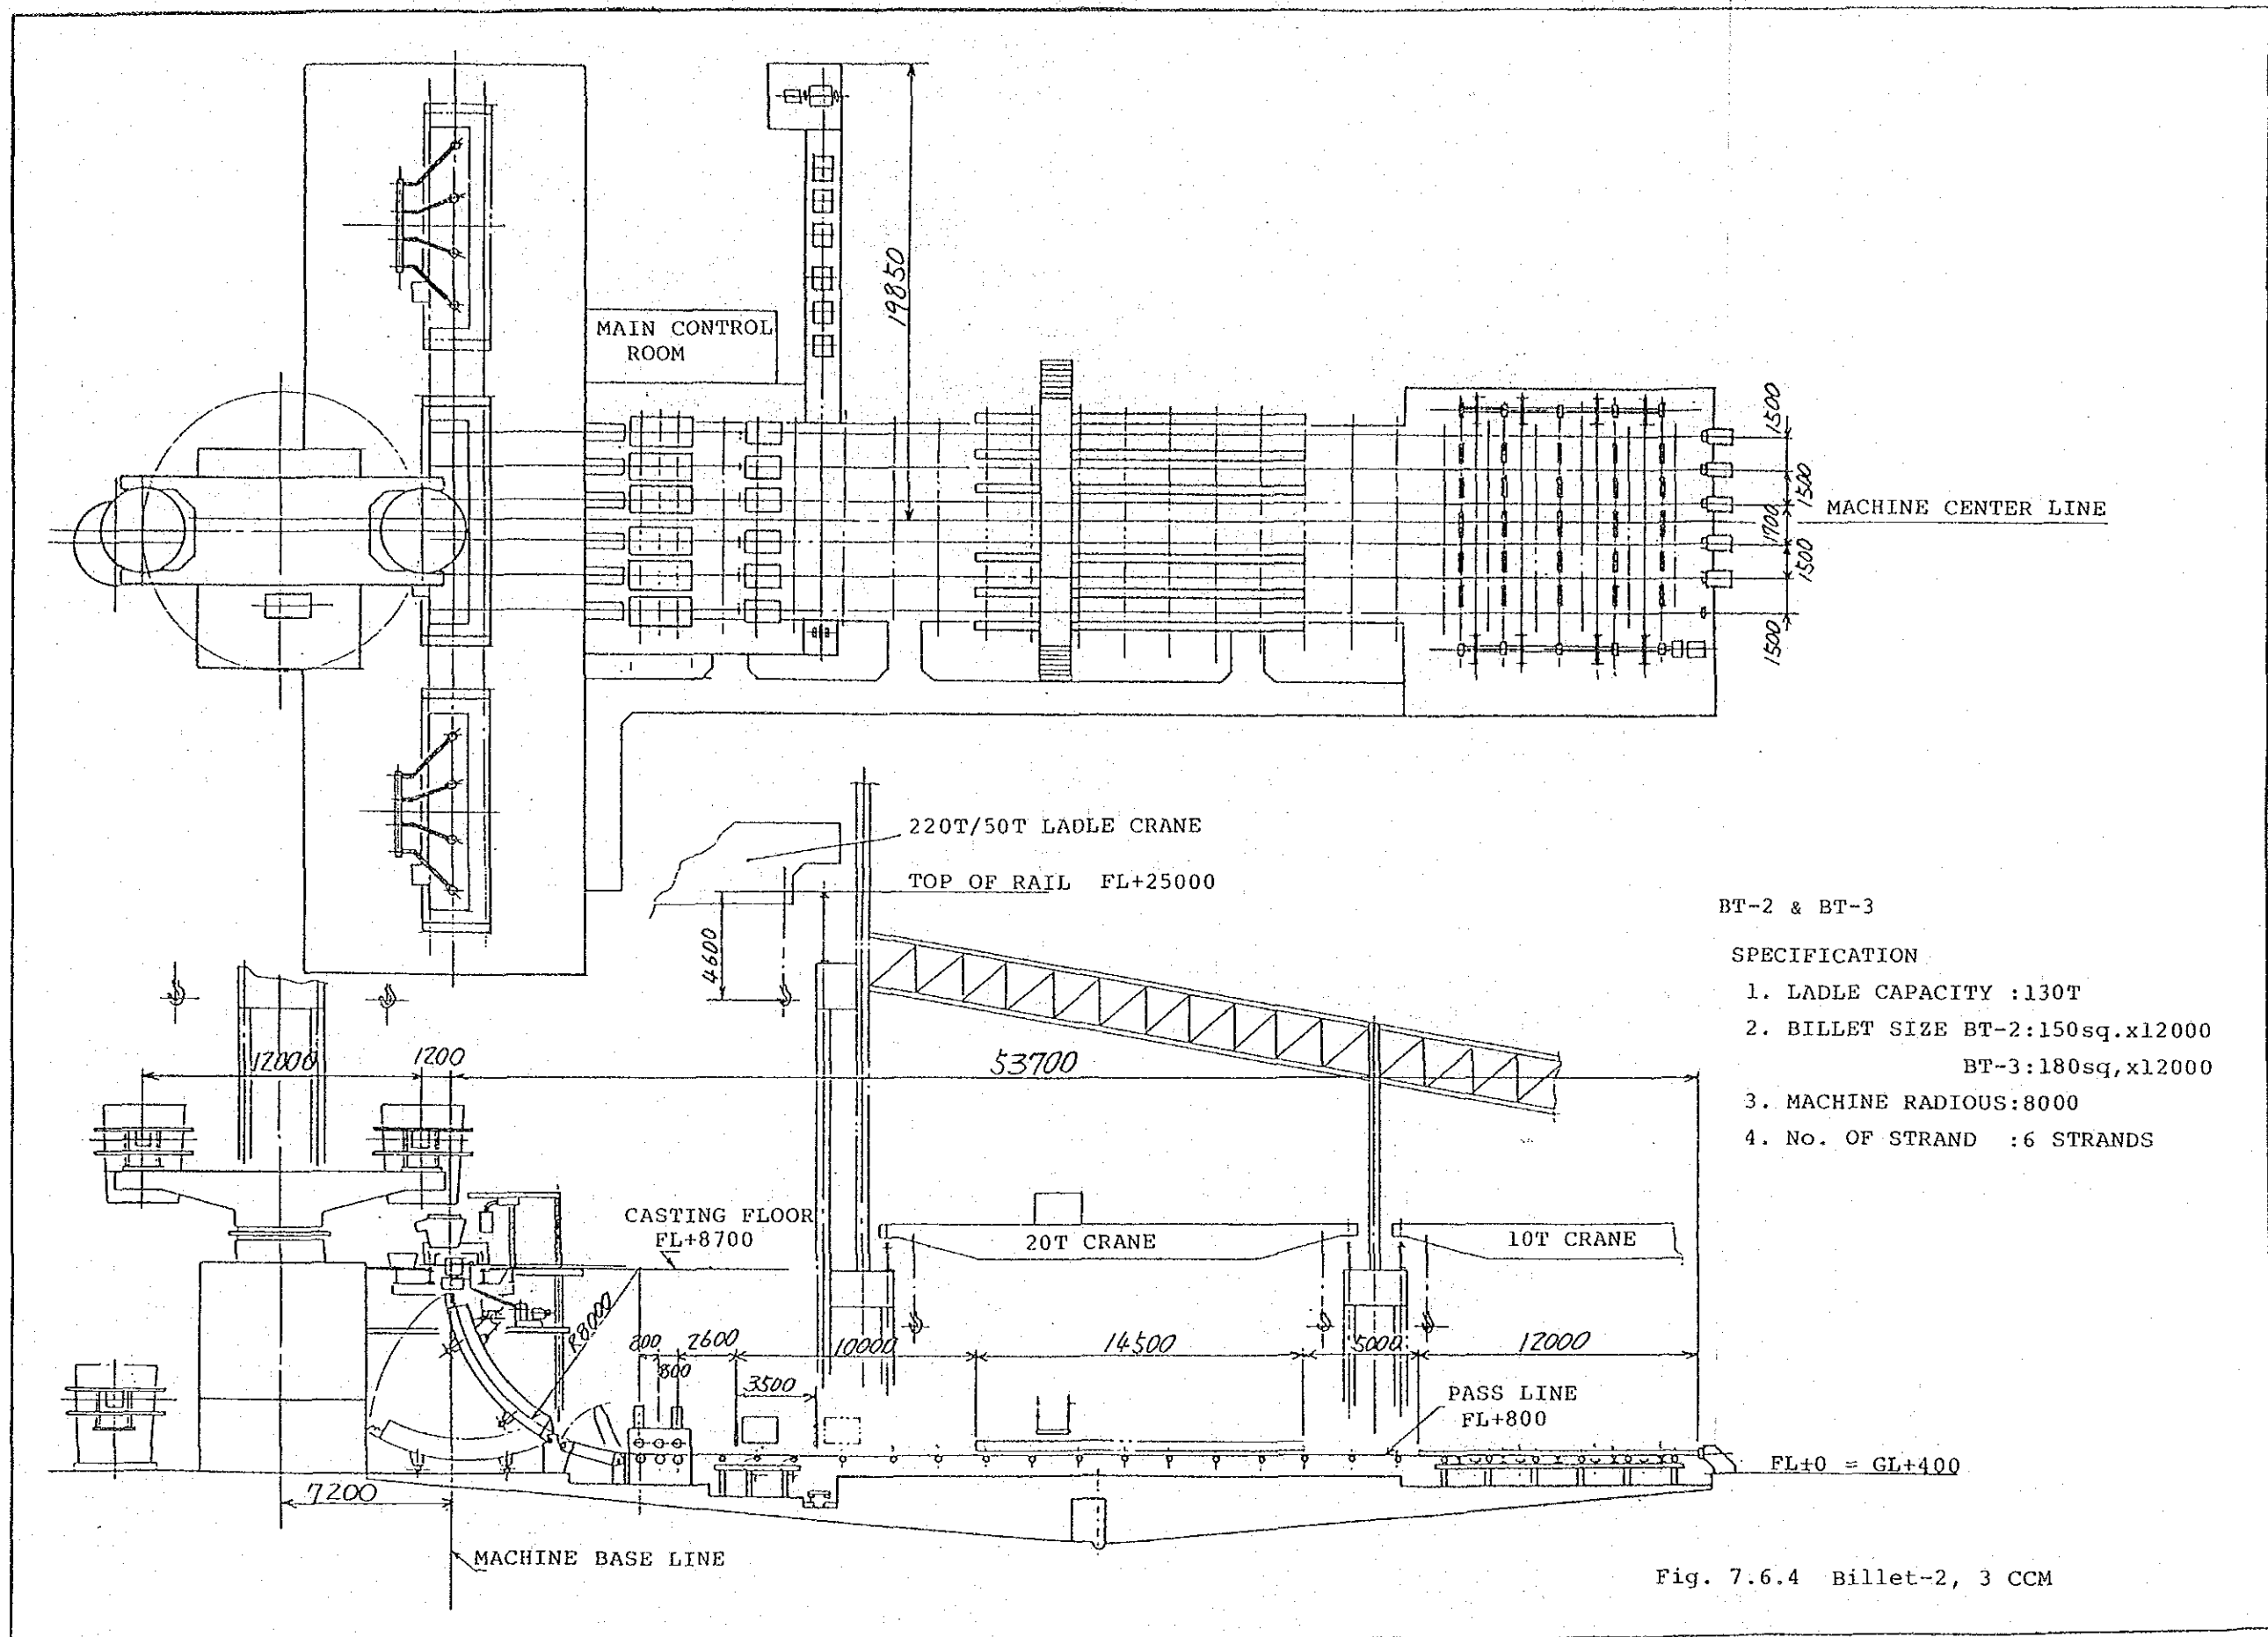 MAIN CONTROL
ROOM
19850
1500
1500
1700
1500
1500
MACHINE CENTER LINE
220T/50T LADLE CRANE
TOP OF RAIL FL+25000
4600
BT-2 & BT-3
SPECIFICATION
1. LADLE CAPACITY :130T
2. BILLET SIZE BT-2:150sq.x12000
BT-3:180sq,x12000
3. MACHINE RADIOUS:8000
4. No. OF STRAND :6 STRANDS
12000
1200
53700
CASTING FLOOR
FL+8700
20T CRANE
10T CRANE
R8000
800
800
2600
10000
14500
5000
12000
3500
PASS LINE
FL+800
FL±0 = GL+400
7200
MACHINE BASE LINE
Fig. 7.6.4 Billet-2, 3 CCM